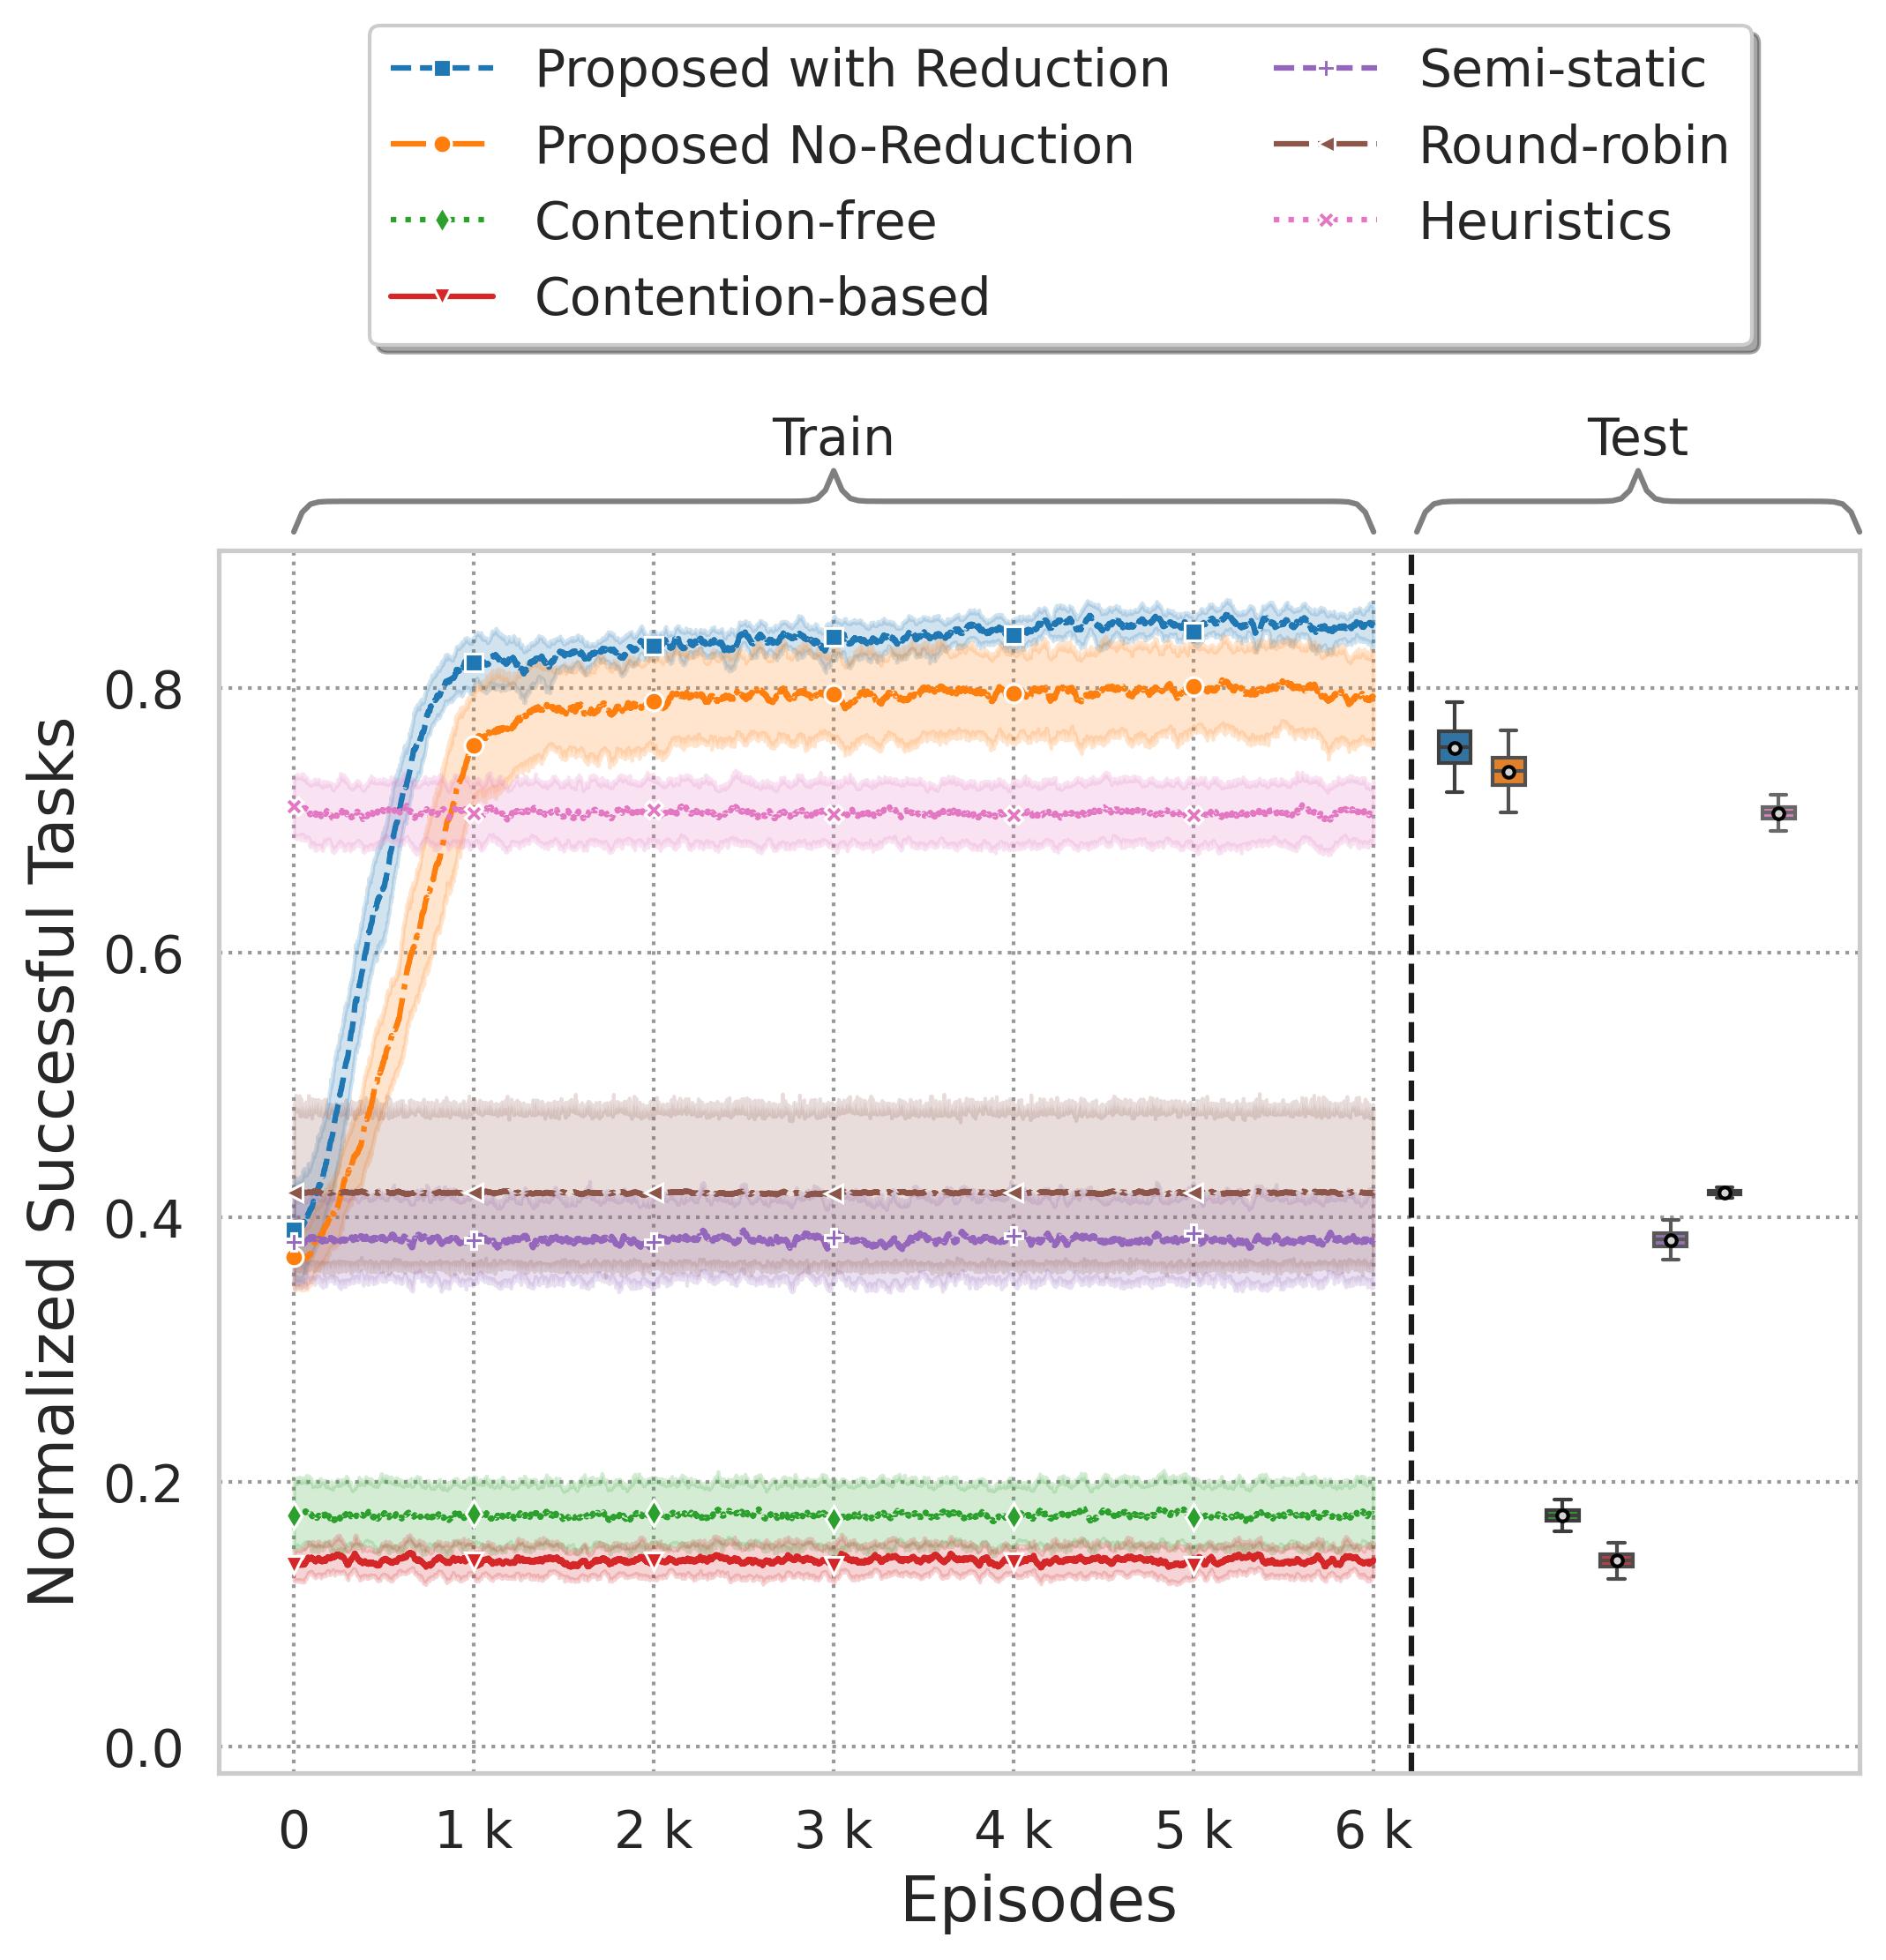 Proposed with Reduction
Proposed No-Reduction
Contention-free
Contention-based
Semi-static
Round-robin
Heuristics
Train
Test
Normalized Successful Tasks
0.8
0.6
0.4
0.2
0.0
0
1 k
2 k
3 k
4 k
5 k
6 k
Episodes